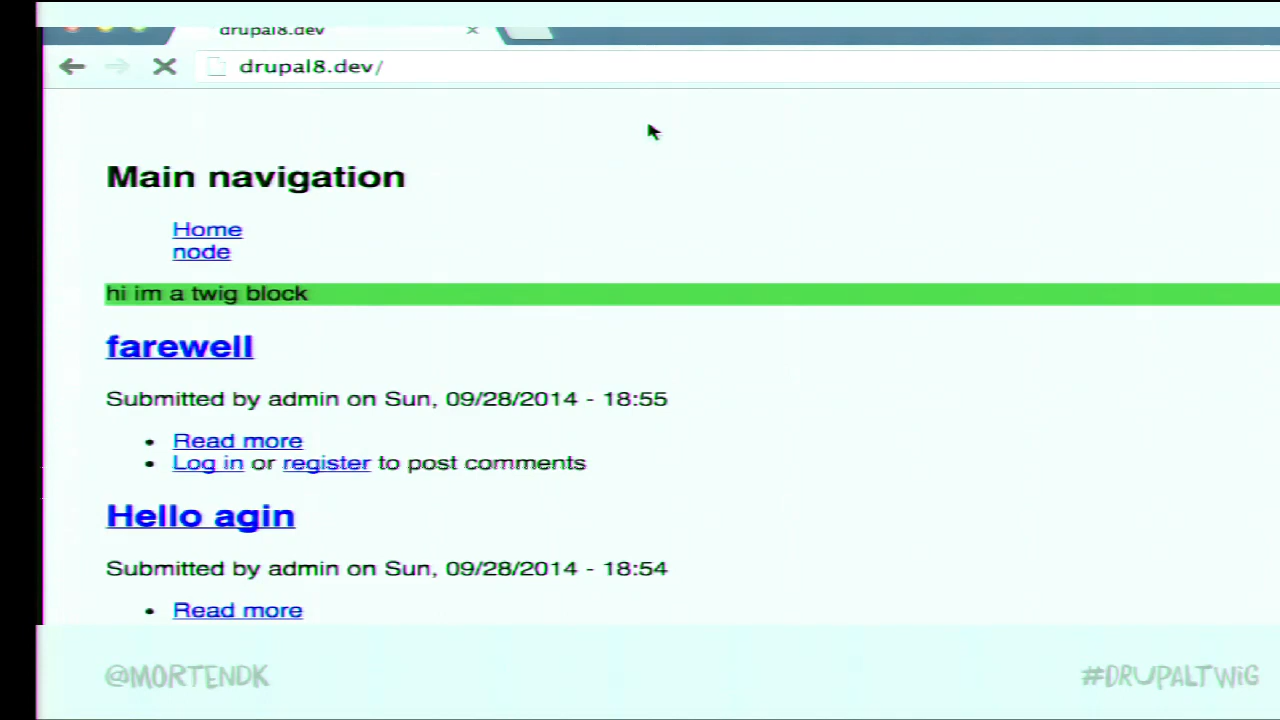 drupal8.dev
drupal8.dev/
Main navigation
Home
node
hi im a twig block
farewell
Submitted by admin on Sun, 09/28/2014 - 18:55
Read more
Log in or register to post comments
Hello agin
Submitted by admin on Sun, 09/28/2014 - 18:54
Read more
@MORTENDK #DRUPALTWiG